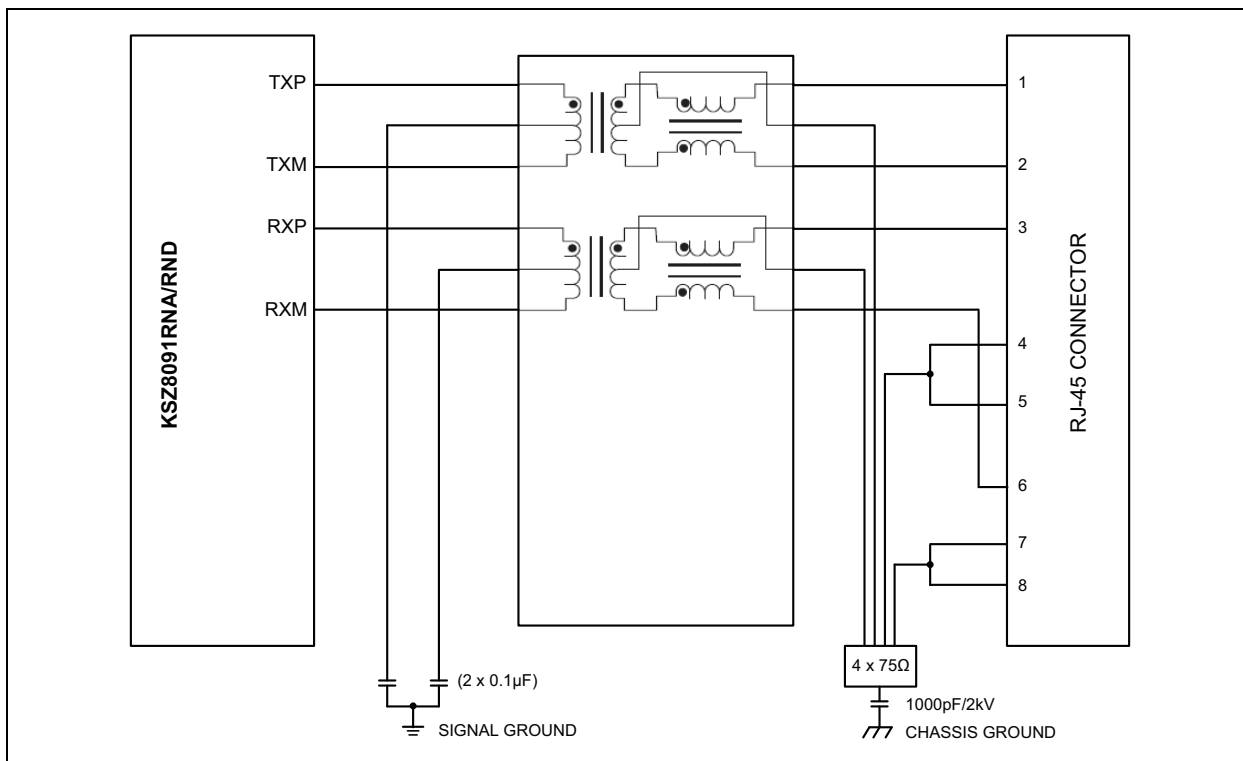 KSZ8091RNA/RND
TXP
TXM
RXP
RXM
1
2
3
4
5
6
7
8
RJ-45 CONNECTOR
(2 x 0.1µF)
SIGNAL GROUND
4 x 75Ω
1000pF/2kV
CHASSIS GROUND